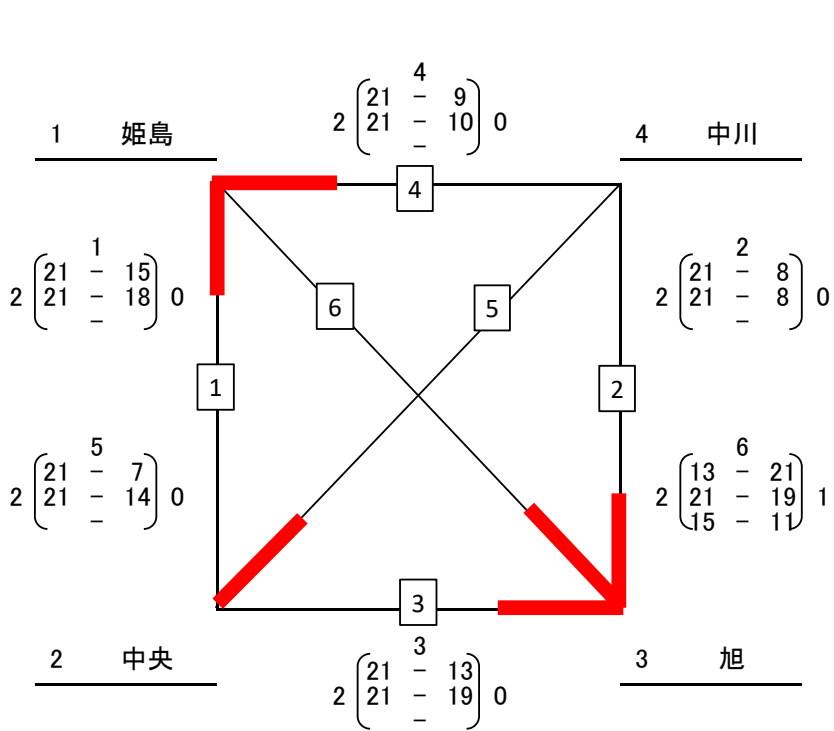 4
21 － 9
2 21 － 10 0
－
1 姫島
4 中川
4
1
21 － 15
2 21 － 18 0
－
2
21 － 8
2 21 － 8 0
－
6
5
1
2
5
21 － 7
2 21 － 14 0
－
6
13 － 21
2 21 － 19 1
15 － 11
3
2 中央
3 旭
3
21 － 13
2 21 － 19 0
－